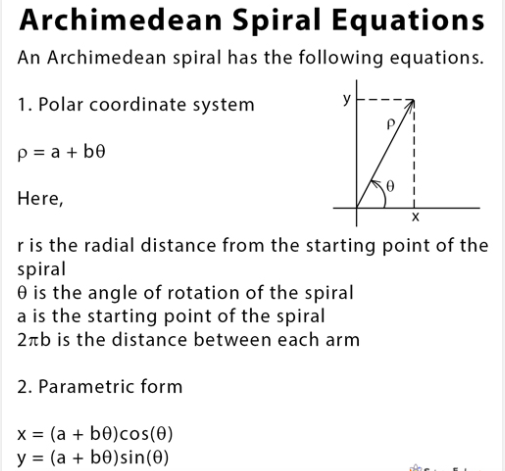 Archimedean Spiral Equations
An Archimedean spiral has the following equations.
1. Polar coordinate system
y
ρ
ρ = a + bθ
θ
Here,
x
r is the radial distance from the starting point of the
spiral
θ is the angle of rotation of the spiral
a is the starting point of the spiral
2πb is the distance between each arm
2. Parametric form
x = (a + bθ)cos(θ)
y = (a + bθ)sin(θ)